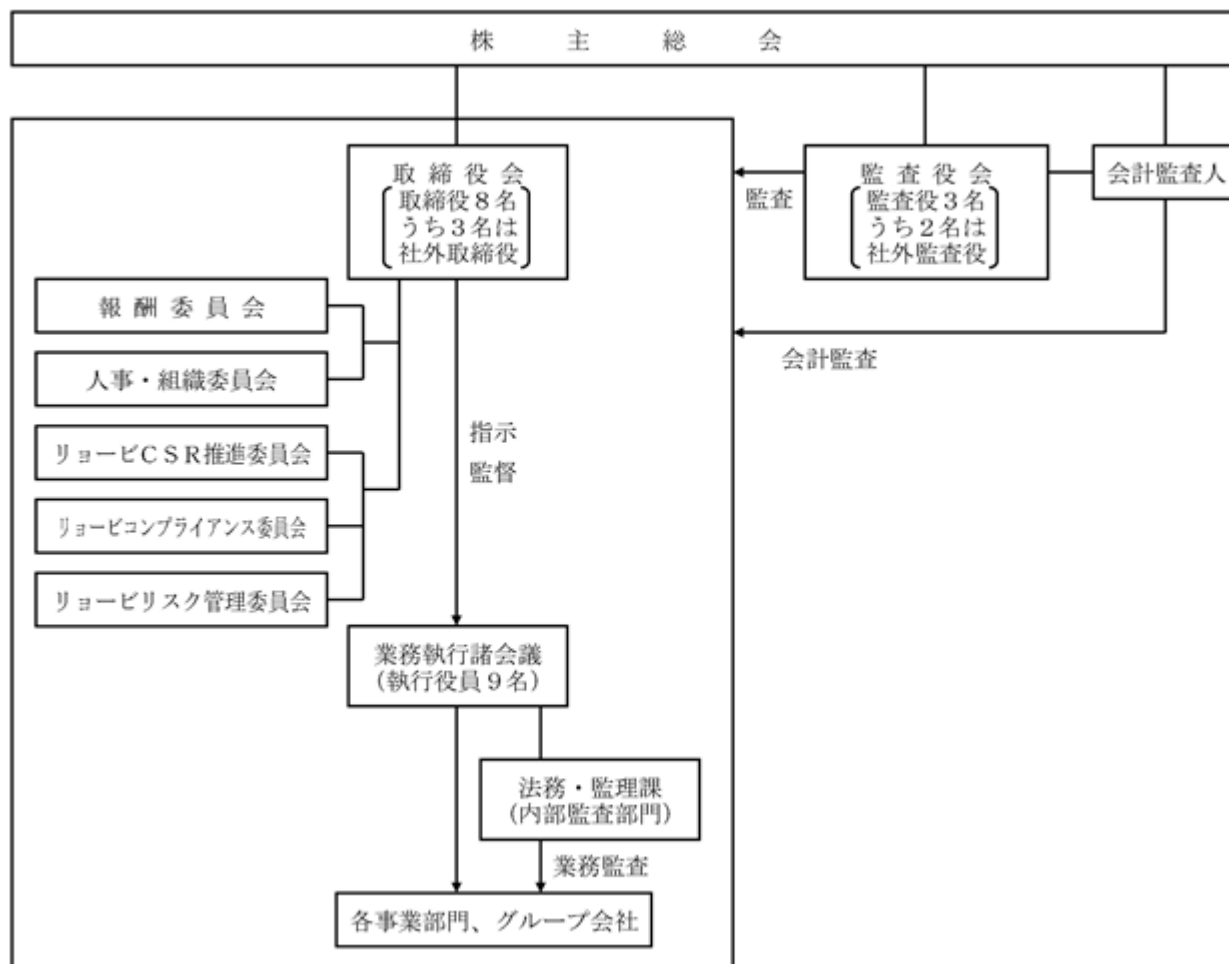 株主総会
取締役会
取締役８名
うち３名は
社外取締役
監査
監査役会
監査役３名
うち２名は
社外監査役
会計監査人
会計監査
報酬委員会
人事・組織委員会
リョービＣＳＲ推進委員会
リョービコンプライアンス委員会
リョービリスク管理委員会
指示
監督
業務執行諸会議
（執行役員９名）
法務・監理課
（内部監査部門）
業務監査
各事業部門、グループ会社